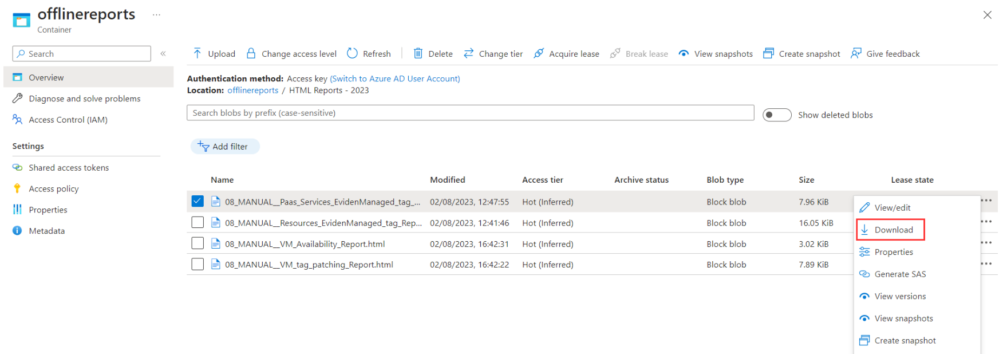 offlinereports ...
Container
Search «
Upload Change access level Refresh Delete Change tier Acquire lease Break lease View snapshots Create snapshot Give feedback
Overview
Diagnose and solve problems
Access Control (IAM)
Settings
Shared access tokens
Access policy
Properties
Metadata
Authentication method: Access key (Switch to Azure AD User Account)
Location: offlinereports / HTML Reports - 2023
Search blobs by prefix (case-sensitive)
Show deleted blobs
Add filter
Name Modified Access tier Archive status Blob type Size Lease state
08_MANUAL__Paas_Services_EvidenManaged_tag_... 02/08/2023, 12:47:55 Hot (Inferred) Block blob 7.96 KiB ...
08_MANUAL__Resources_EvidenManaged_tag_Rep... 02/08/2023, 12:41:46 Hot (Inferred) Block blob 16.05 KiB ...
08_MANUAL__VM_Availability_Report.html 02/08/2023, 16:42:31 Hot (Inferred) Block blob 3.02 KiB ...
08_MANUAL__VM_tag_patching_Report.html 02/08/2023, 16:42:22 Hot (Inferred) Block blob 7.89 KiB ...
View/edit
Download
Properties
Generate SAS
View versions
View snapshots
Create snapshot